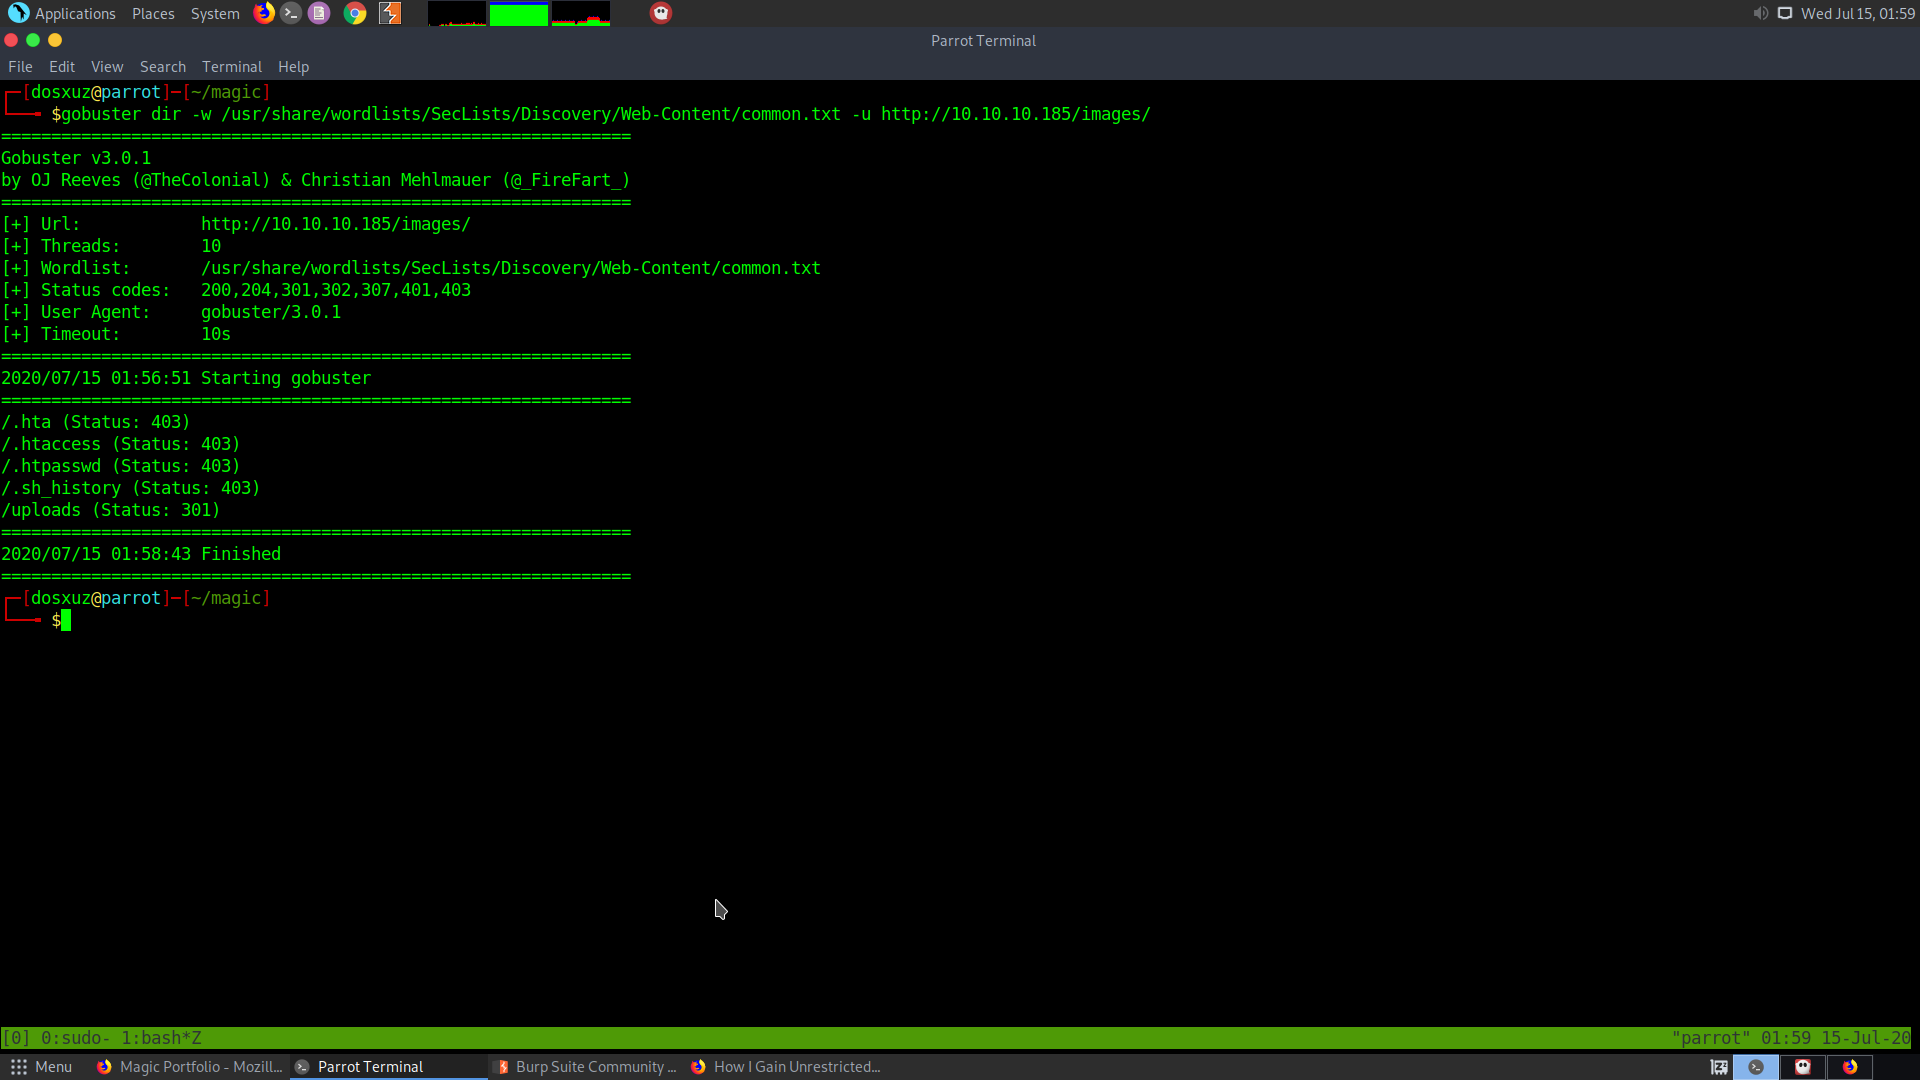 Applications Places System Wed Jul 15, 01:59
Parrot Terminal
File Edit View Search Terminal Help
┌─[dosxuz@parrot]─[~/magic]
└──╼ $gobuster dir -w /usr/share/wordlists/SecLists/Discovery/Web-Content/common.txt -u http://10.10.10.185/images/
===============================================================
Gobuster v3.0.1
by OJ Reeves (@TheColonial) & Christian Mehlmauer (@_FireFart_)
===============================================================
[+] Url:            http://10.10.10.185/images/
[+] Threads:        10
[+] Wordlist:       /usr/share/wordlists/SecLists/Discovery/Web-Content/common.txt
[+] Status codes:   200,204,301,302,307,401,403
[+] User Agent:     gobuster/3.0.1
[+] Timeout:        10s
===============================================================
2020/07/15 01:56:51 Starting gobuster
===============================================================
/.hta (Status: 403)
/.htaccess (Status: 403)
/.htpasswd (Status: 403)
/.sh_history (Status: 403)
/uploads (Status: 301)
===============================================================
2020/07/15 01:58:43 Finished
===============================================================
┌─[dosxuz@parrot]─[~/magic]
└──╼ $
[0] 0:sudo- 1:bash*Z "parrot" 01:59 15-Jul-20
Menu Magic Portfolio - Mozill... Parrot Terminal Burp Suite Community ... How I Gain Unrestricted...